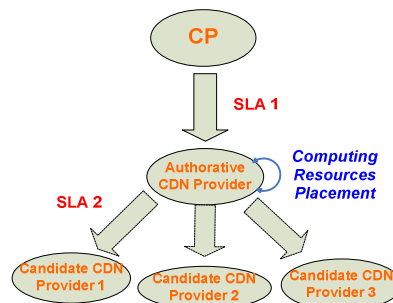 CP
SLA 1
Authorative
CDN Provider
Computing
Resources
Placement
SLA 2
Candidate CDN
Provider 1
Candidate CDN
Provider 2
Candidate CDN
Provider 3